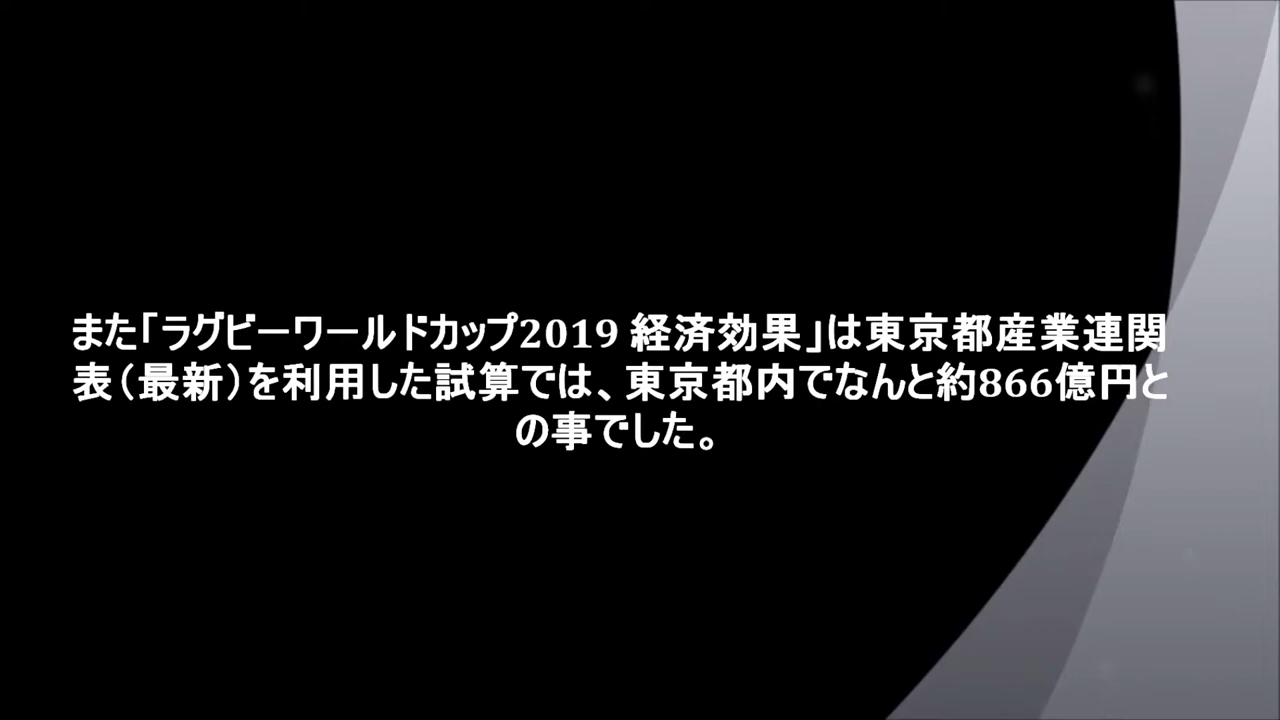 また「ラグビーワールドカップ2019 経済効果」は東京都産業連関
表（最新）を利用した試算では、東京都内でなんと約866億円と
の事でした。